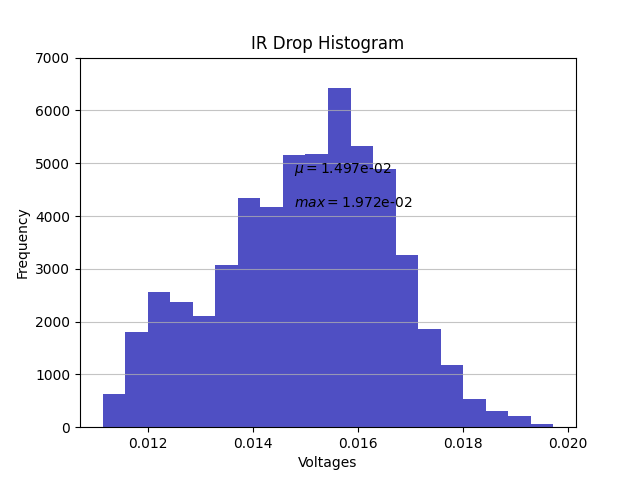 IR Drop Histogram
7000
6000
5000
4000
3000
2000
1000
0
Frequency
μ = 1.497e-02
max = 1.972e-02
0.012 0.014 0.016 0.018 0.020
Voltages